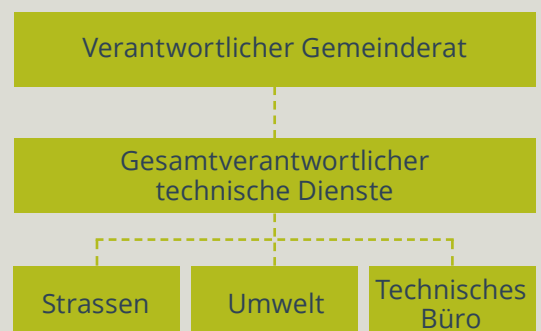 Verantwortlicher Gemeinderat
Gesamtverantwortlicher
technische Dienste
Strassen
Umwelt
Technisches
Büro